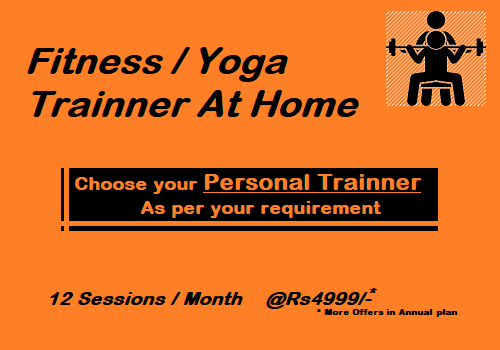 Fitness / Yoga
Trainner At Home
Choose your Personal Trainner
As per your requirement
12 Sessions / Month @Rs4999/-*
* More Offers in Annual plan